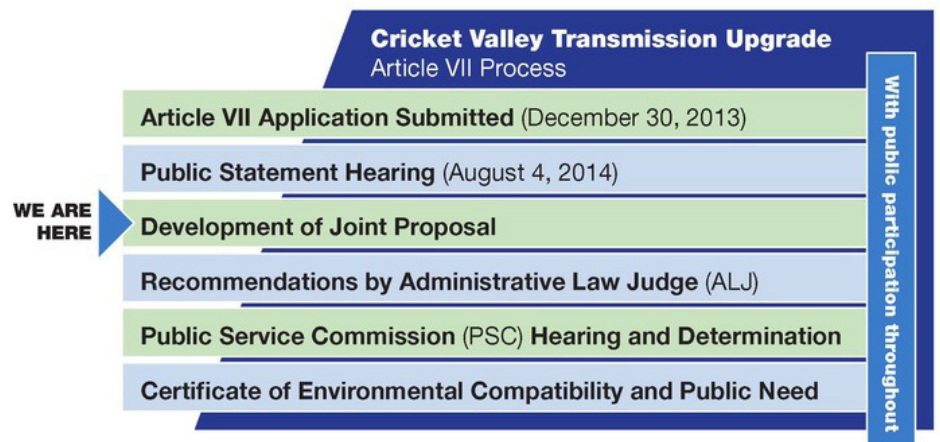 Cricket Valley Transmission Upgrade
Article VII Process
Article VII Application Submitted (December 30, 2013)
Public Statement Hearing (August 4, 2014)
WE ARE
HERE
Development of Joint Proposal
Recommendations by Administrative Law Judge (ALJ)
Public Service Commission (PSC) Hearing and Determination
Certificate of Environmental Compatibility and Public Need
With public participation throughout